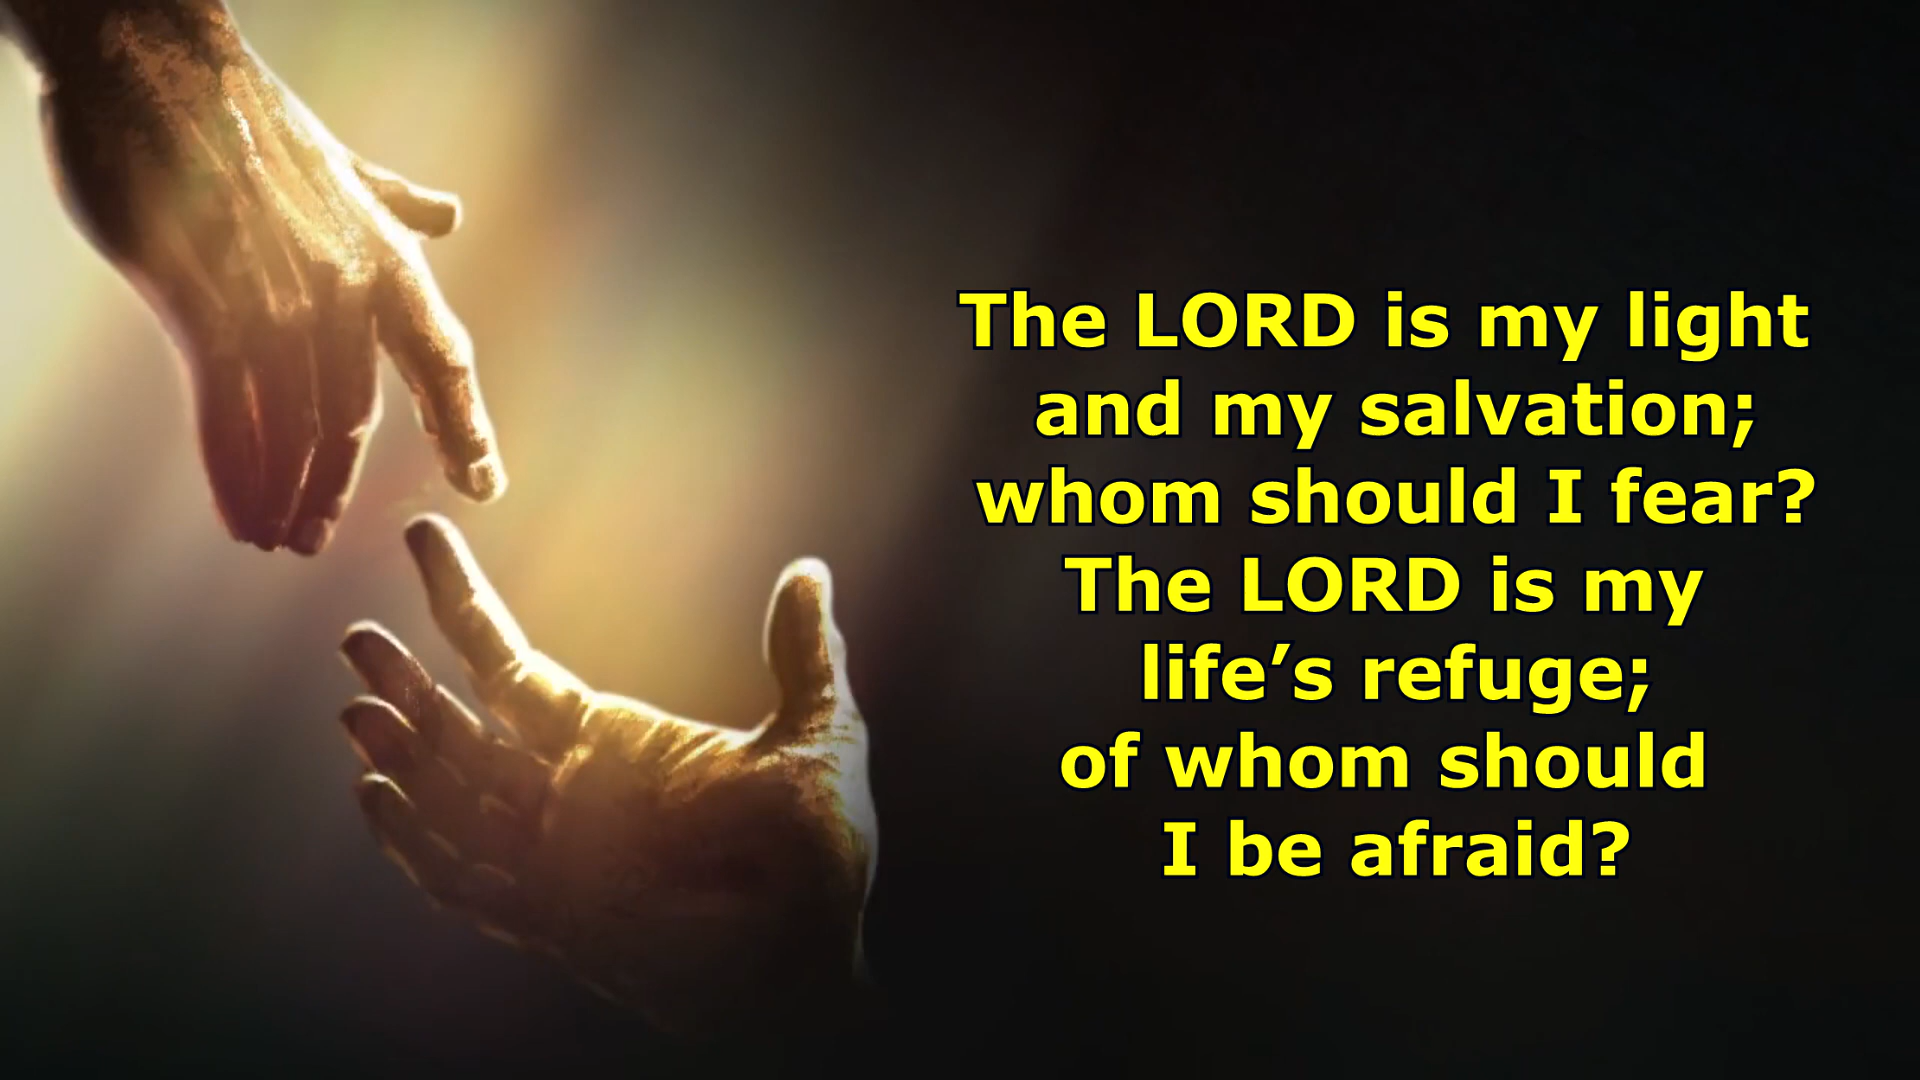 The LORD is my light
and my salvation;
whom should I fear?
The LORD is my
life’s refuge;
of whom should
I be afraid?